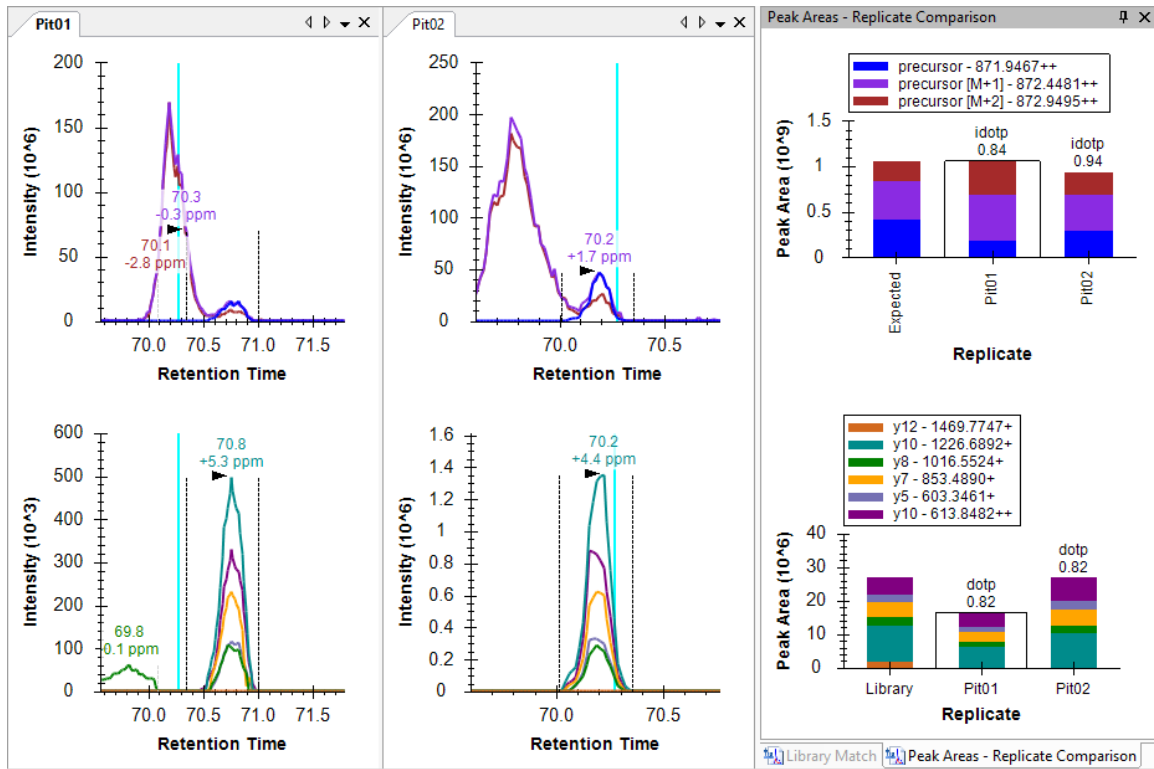 Pit01
200
150
100
50
0
Intensity (10^6)
70.3
-0.3 ppm
70.1
-2.8 ppm
70.0 70.5 71.0 71.5
Retention Time
600
500
400
300
200
100
0
Intensity (10^3)
70.8
+5.3 ppm
69.8
0.1 ppm
70.0 70.5 71.0 71.5
Retention Time
Pit02
250
200
150
100
50
0
Intensity (10^6)
70.2
+1.7 ppm
70.0 70.5
Retention Time
1.6
1.4
1.2
1
0.8
0.6
0.4
0.2
0
Intensity (10^6)
70.2
+4.4 ppm
70.0 70.5
Retention Time
Peak Areas - Replicate Comparison
precursor - 871.9467++
precursor [M+1] - 872.4481++
precursor [M+2] - 872.9495++
1.5
1
0.5
0
Peak Area (10^9)
idotp
0.84
idotp
0.94
Expected
Pit01
Pit02
Replicate
y12 - 1469.7747+
y10 - 1226.6892+
y8 - 1016.5524+
y7 - 853.4890+
y5 - 603.3461+
y10 - 613.8482++
40
30
20
10
0
Peak Area (10^6)
dotp
0.82
dotp
0.82
Library Pit01 Pit02
Replicate
Library Match
Peak Areas - Replicate Comparison